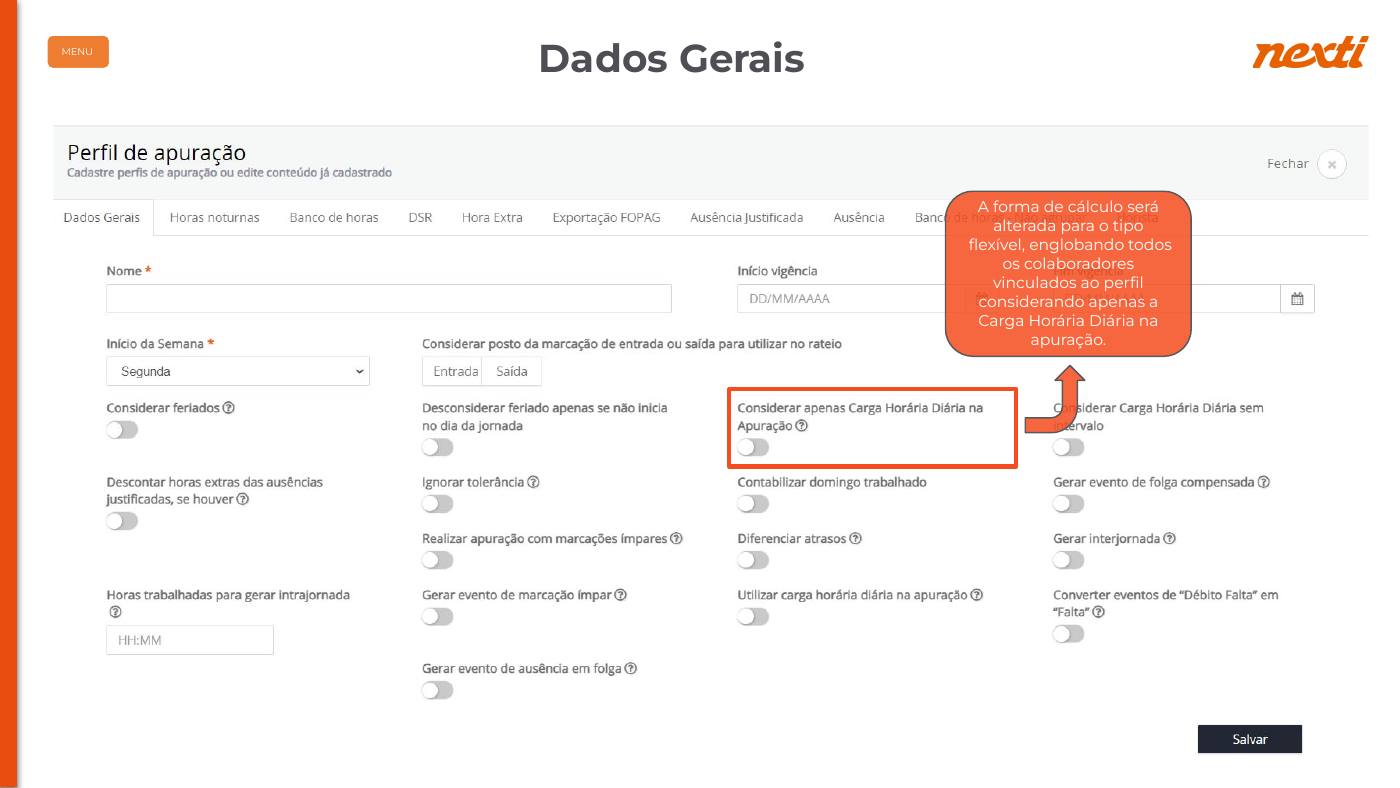 MENU
Dados Gerais
nexti
Perfil de apuração
Cadastre perfis de apuração ou edite conteúdo já cadastrado
Fechar
Dados Gerais
Horas noturnas
Banco de horas
DSR
Hora Extra
Exportação FOPAG
Ausência Justificada
Ausência
Banco de horas - Não agrupar
A forma de cálculo será
alterada para o tipo
flexível, englobando todos
os colaboradores
vinculados ao perfil
considerando apenas a
Carga Horária Diária na
apuração.
Nome *
Início vigência
DD/MM/AAAA
Início da Semana *
Segunda
Considerar posto da marcação de entrada ou saída para utilizar no rateio
Entrada
Saída
Considerar feriados
Desconsiderar feriado apenas se não inicia
no dia da jornada
Considerar apenas Carga Horária Diária na
Apuração
Considerar Carga Horária Diária sem
intervalo
Descontar horas extras das ausências
justificadas, se houver
Ignorar tolerância
Contabilizar domingo trabalhado
Gerar evento de folga compensada
Realizar apuração com marcações ímpares
Diferenciar atrasos
Gerar interjornada
Horas trabalhadas para gerar intrajornada
HH:MM
Gerar evento de marcação ímpar
Utilizar carga horária diária na apuração
Converter eventos de “Débito Falta” em
“Falta”
Gerar evento de ausência em folga
Salvar